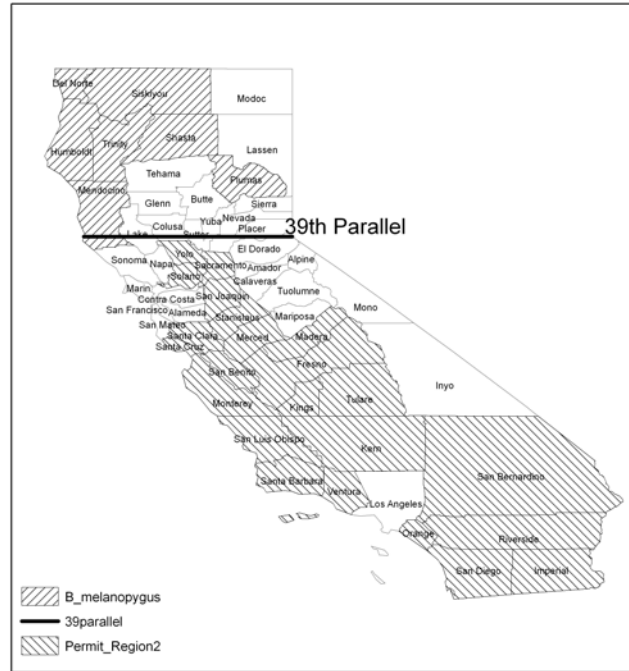 Del Norte
Siskiyou
Modoc
Humboldt
Trinity
Shasta
Lassen
Tehama
Plumas
Mendocino
Glenn
Butte
Sierra
Yuba
Nevada
Lake
Colusa
Sutter
Placer
39th Parallel
El Dorado
Sonoma
Napa
Yolo
Sacramento
Alpine
Amador
Solano
Calaveras
Marin
Contra Costa
San Joaquin
Tuolumne
San Francisco
Alameda
Mono
San Mateo
Stanislaus
Mariposa
Santa Clara
Merced
Madera
Santa Cruz
Fresno
San Benito
Inyo
Monterey
Kings
Tulare
San Luis Obispo
Kern
San Bernardino
Santa Barbara
Ventura
Los Angeles
Orange
Riverside
San Diego
Imperial
B_melanopygus
39parallel
Permit_Region2